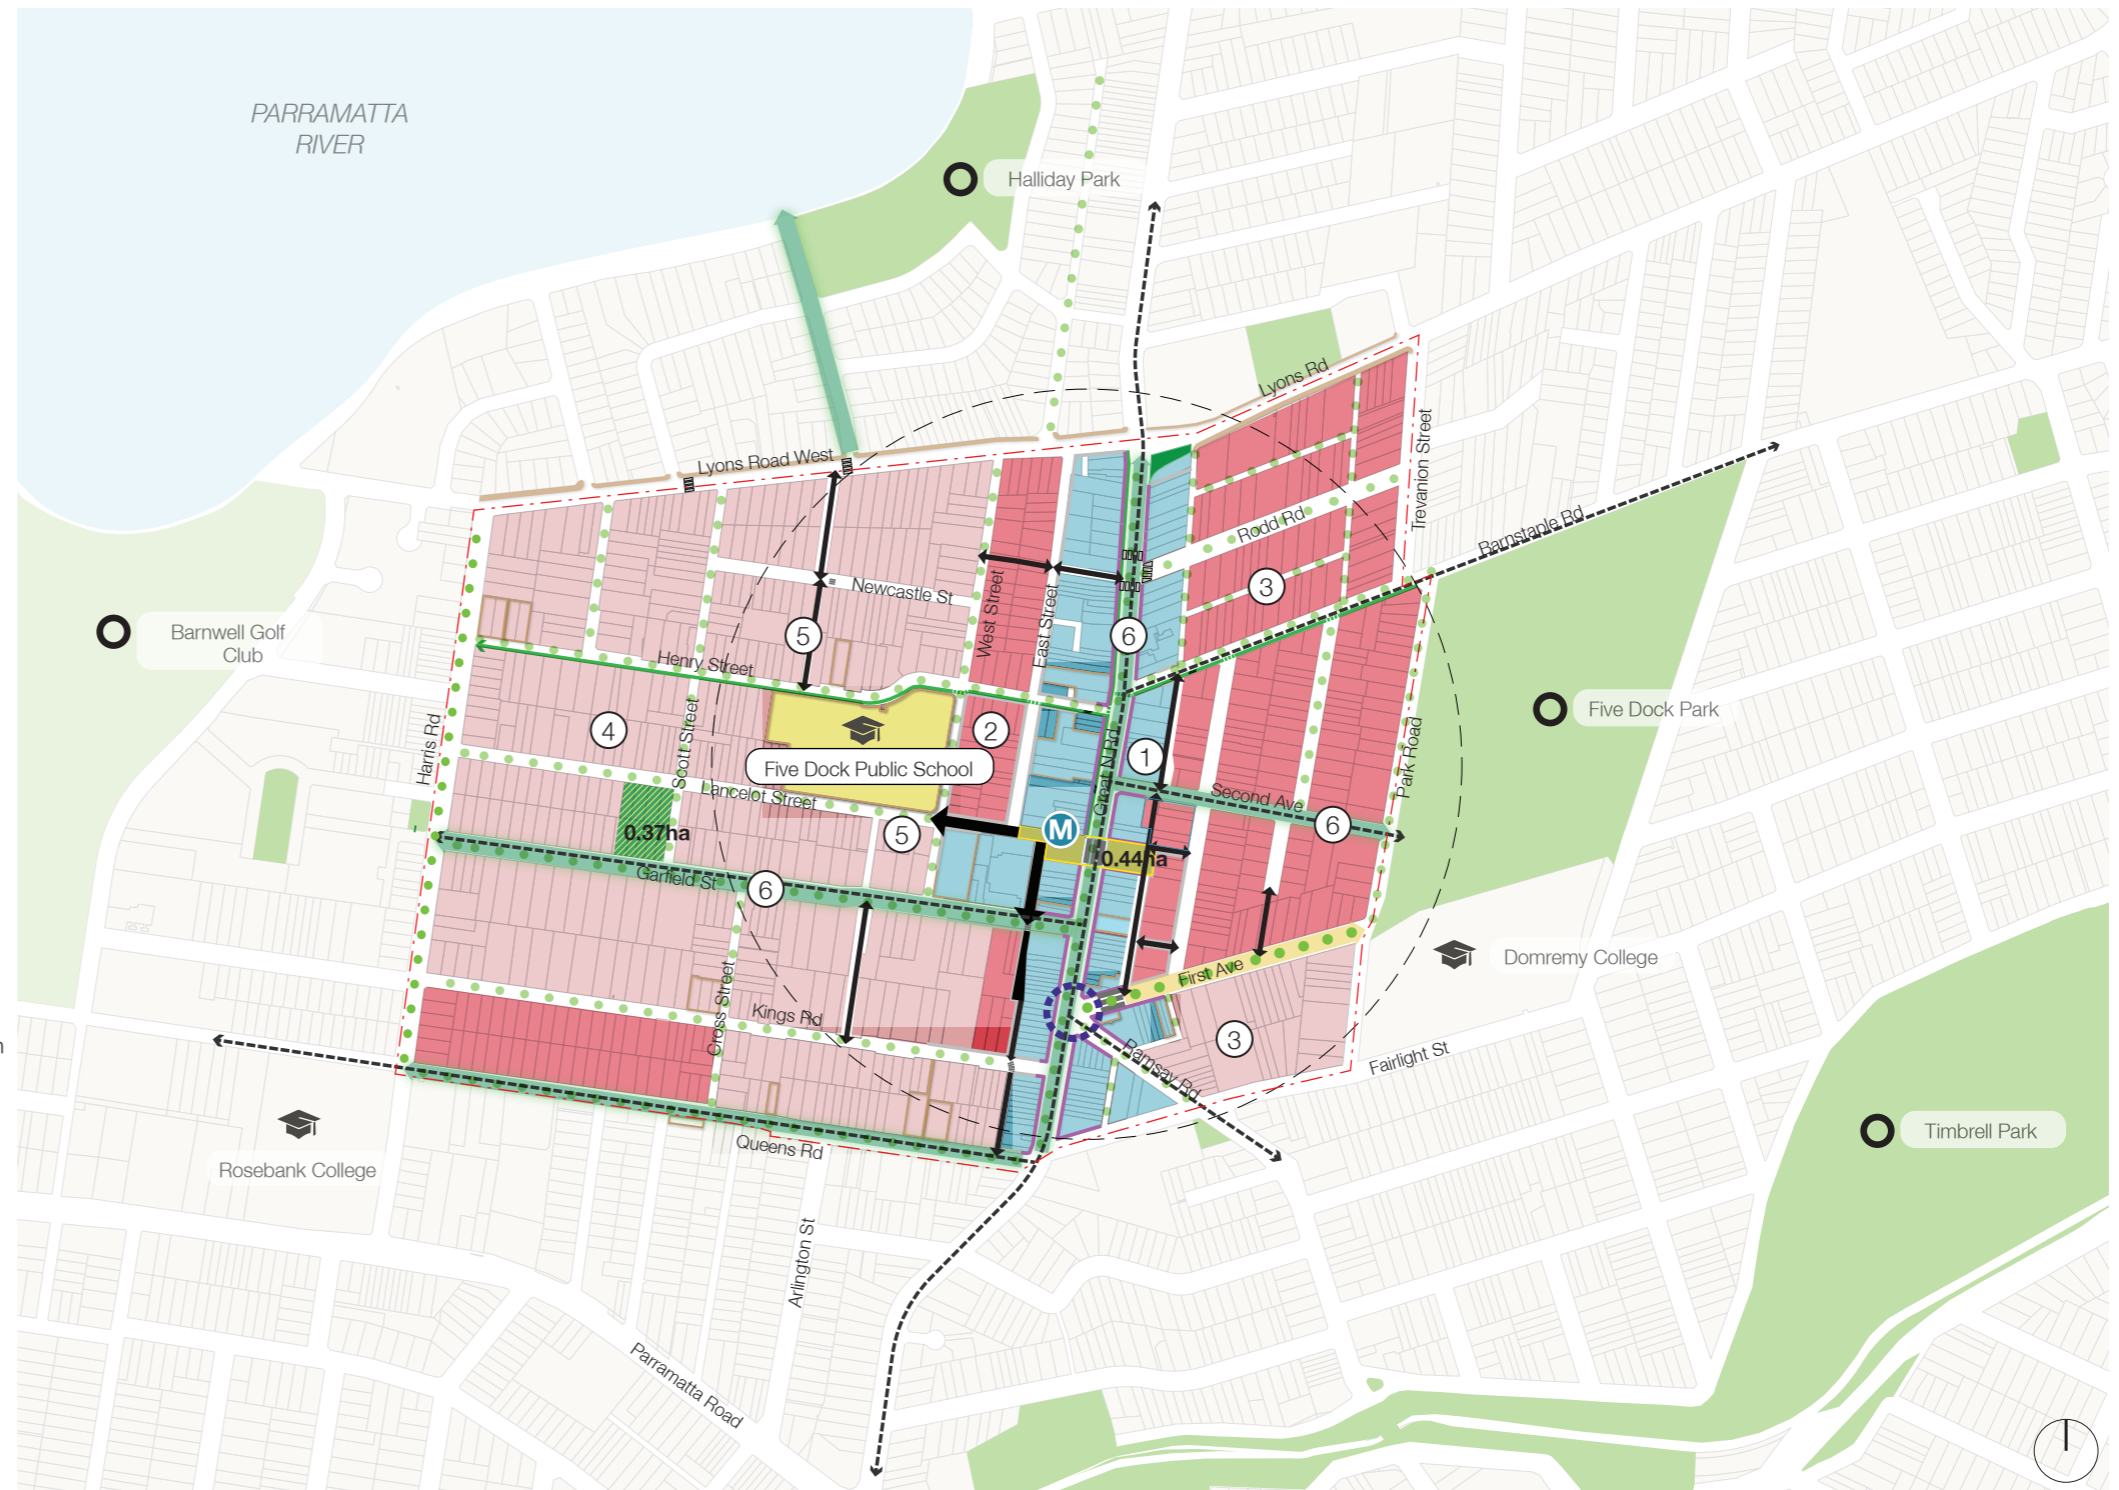 PARRAMATTA
RIVER
Halliday Park
Lyons Rd
Trevanion Street
Lyons Road West
Barnstaple Rd
Rodd Rd
3
Newcastle St
West Street
East Street
5
6
Barnwell Golf
Club
Henry Street
Five Dock Park
4
2
Scott Street
Harris Rd
Great N Rd
1
Park Road
Five Dock Public School
Lancelot Street
Second Ave
6
0.37ha
5
M
0.44ha
Garfield St
6
Domremy College
First Ave
Cross Street
Kings Rd
3
Ramsay Rd
Fairlight St
n
Rosebank College
Queens Rd
Timbrell Park
Arlington St
Parramatta Road